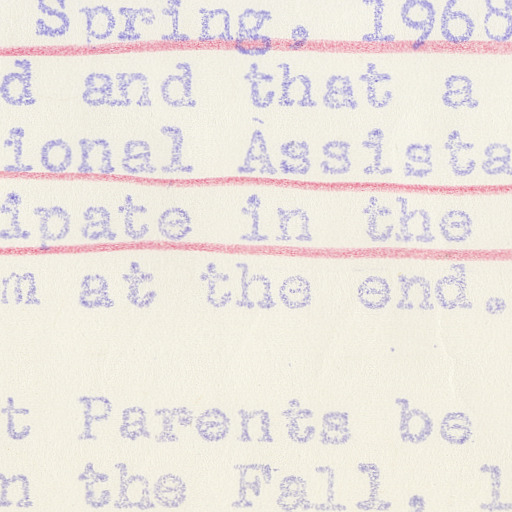 Spring, 1968
d and that a
ional Assista
ipate in the
m at the end.
t Parents be
n the Fall, 1